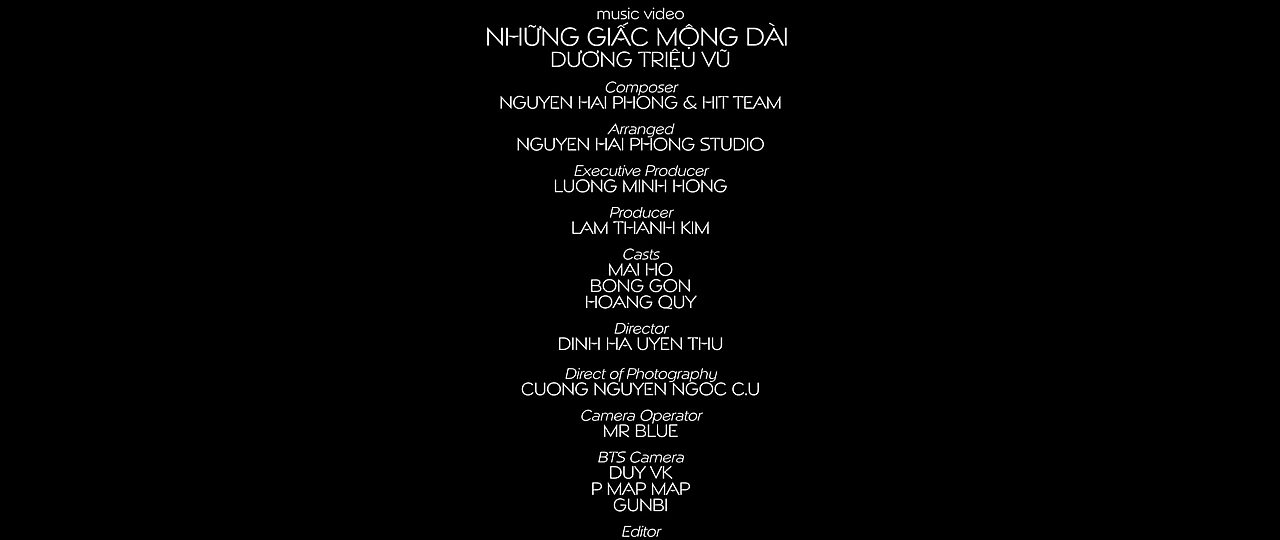 music video
NHỮNG GIẤC MỘNG DÀI
DƯƠNG TRIỆU VŨ
Composer
NGUYEN HAI PHONG & HIT TEAM
Arranged
NGUYEN HAI PHONG STUDIO
Executive Producer
LUONG MINH HONG
Producer
LAM THANH KIM
Casts
MAI HO
BONG GON
HOANG QUY
Director
DINH HA UYEN THU
Direct of Photography
CUONG NGUYEN NGOC C.U
Camera Operator
MR BLUE
BTS Camera
DUY VK
P MAP MAP
GUNBI
Editor